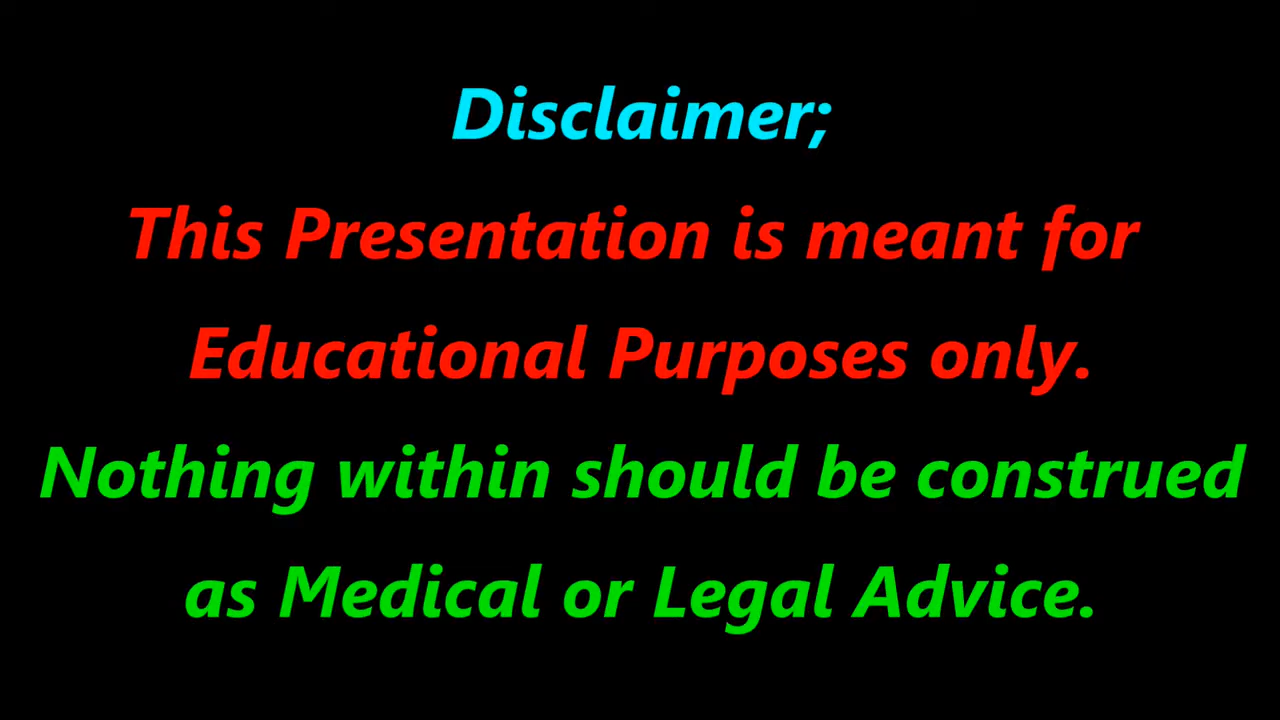 Disclaimer;
This Presentation is meant for
Educational Purposes only.
Nothing within should be construed
as Medical or Legal Advice.